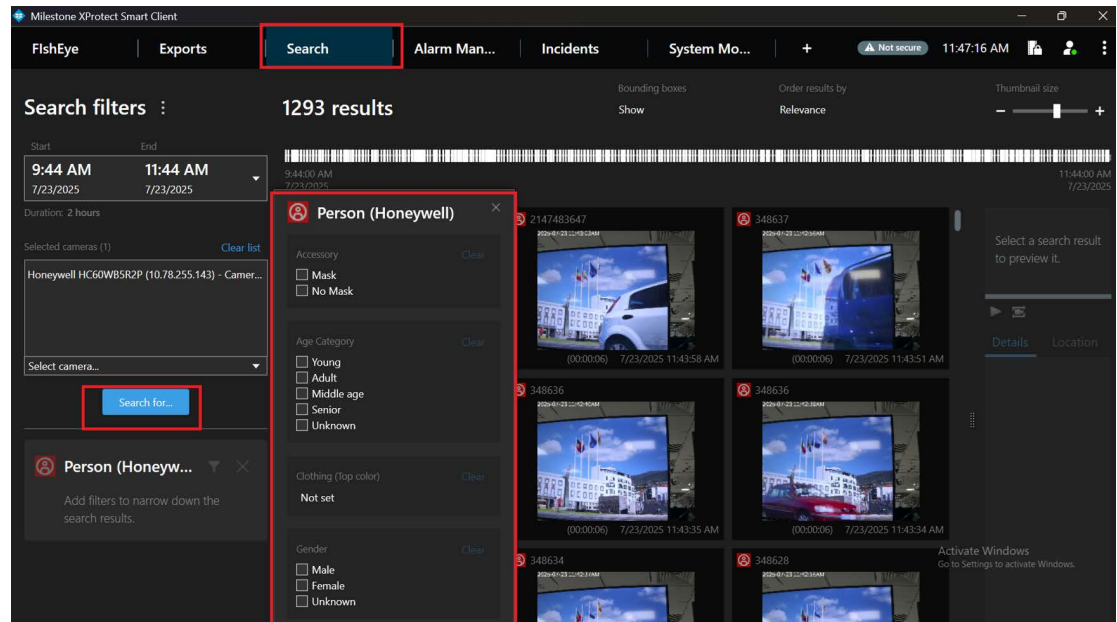 Milestone XProtect Smart Client
FIshEye
Exports
Search
Alarm Man...
Incidents
System Mo...
+
Not secure
11:47:16 AM
Search filters
1293 results
Bounding boxes
Show
Order results by
Relevance
Thumbnail size
Start
End
9:44 AM
11:44 AM
7/23/2025
7/23/2025
Duration: 2 hours
9:44:00 AM
7/23/2025
11:44:00 AM
7/23/2025
Selected cameras (1)
Clear list
Honeywell HC60WB5R2P (10.78.255.143) - Camer...
Select camera...
Search for...
Person (Honeyw...
Add filters to narrow down the
search results.
Person (Honeywell)
Accessory
Clear
Mask
No Mask
Age Category
Clear
Young
Adult
Middle age
Senior
Unknown
Clothing (Top color)
Clear
Not set
Gender
Clear
Male
Female
Unknown
2147483647
(00:00:06) 7/23/2025 11:43:58 AM
348637
(00:00:06) 7/23/2025 11:43:51 AM
348636
(00:00:06) 7/23/2025 11:43:35 AM
348636
(00:00:06) 7/23/2025 11:43:34 AM
348634
348628
Select a search result
to preview it.
Details
Location
Activate Windows
Go to Settings to activate Windows.